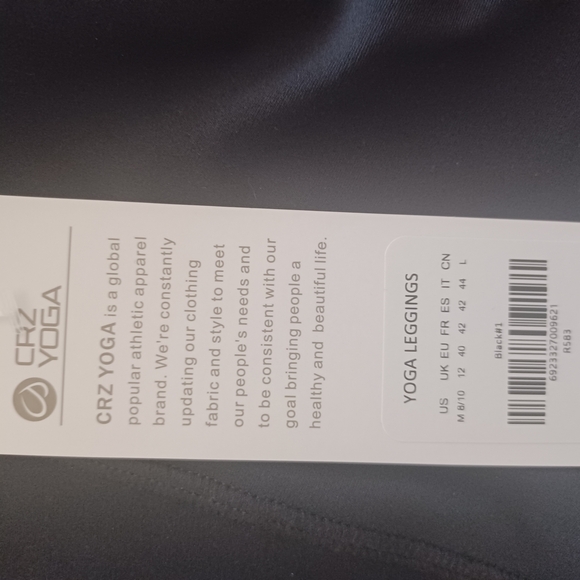 CRZ
YOGA
CRZ YOGA is a global
popular athletic apparel
brand. We're constantly
updating our clothing
fabric and style to meet
our people's needs and
to be consistent with our
goal bringing people a
healthy and beautiful life.
YOGA LEGGINGS
US UK EU FR ES IT CN
M 8/10 12 40 42 42 44 L
Black#1
6923327009621
R5B3